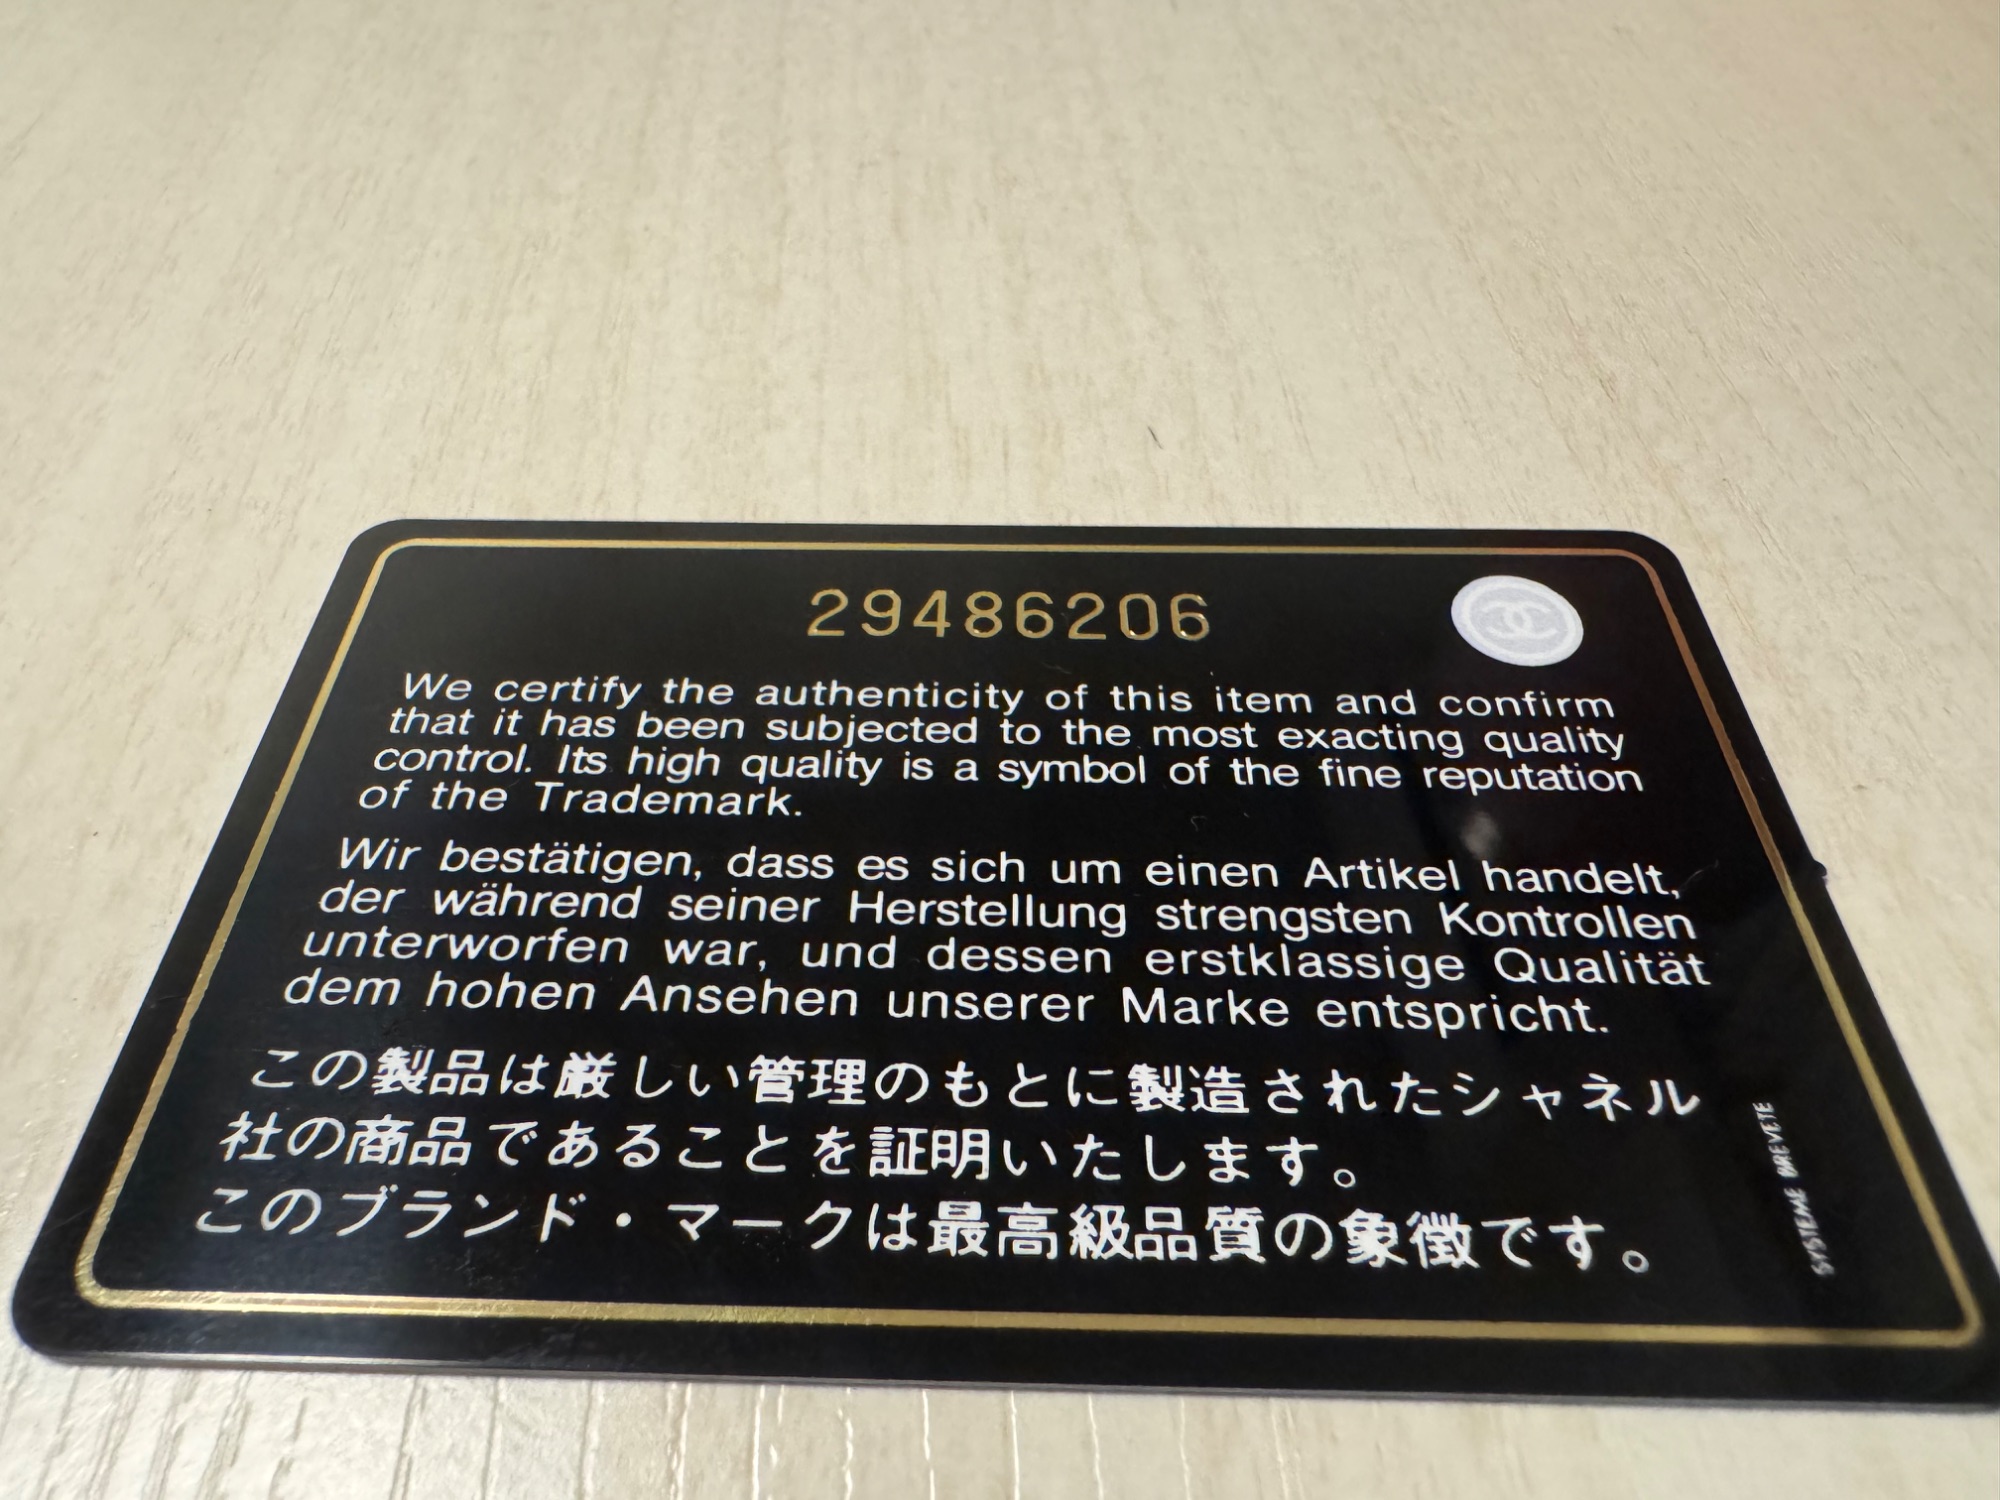 29486206
We certify the authenticity of this item and confirm
that it has been subjected to the most exacting quality
control. Its high quality is a symbol of the fine reputation
of the Trademark.
Wir bestätigen, dass es sich um einen Artikel handelt,
der während seiner Herstellung strengsten Kontrollen
unterworfen war, und dessen erstklassige Qualität
dem hohen Ansehen unserer Marke entspricht.
この製品は厳しい管理のもとに製造されたシャネル
社の商品であることを証明いたします。
このブランド・マークは最高級品質の象徴です。
SYSTEME BREVETE